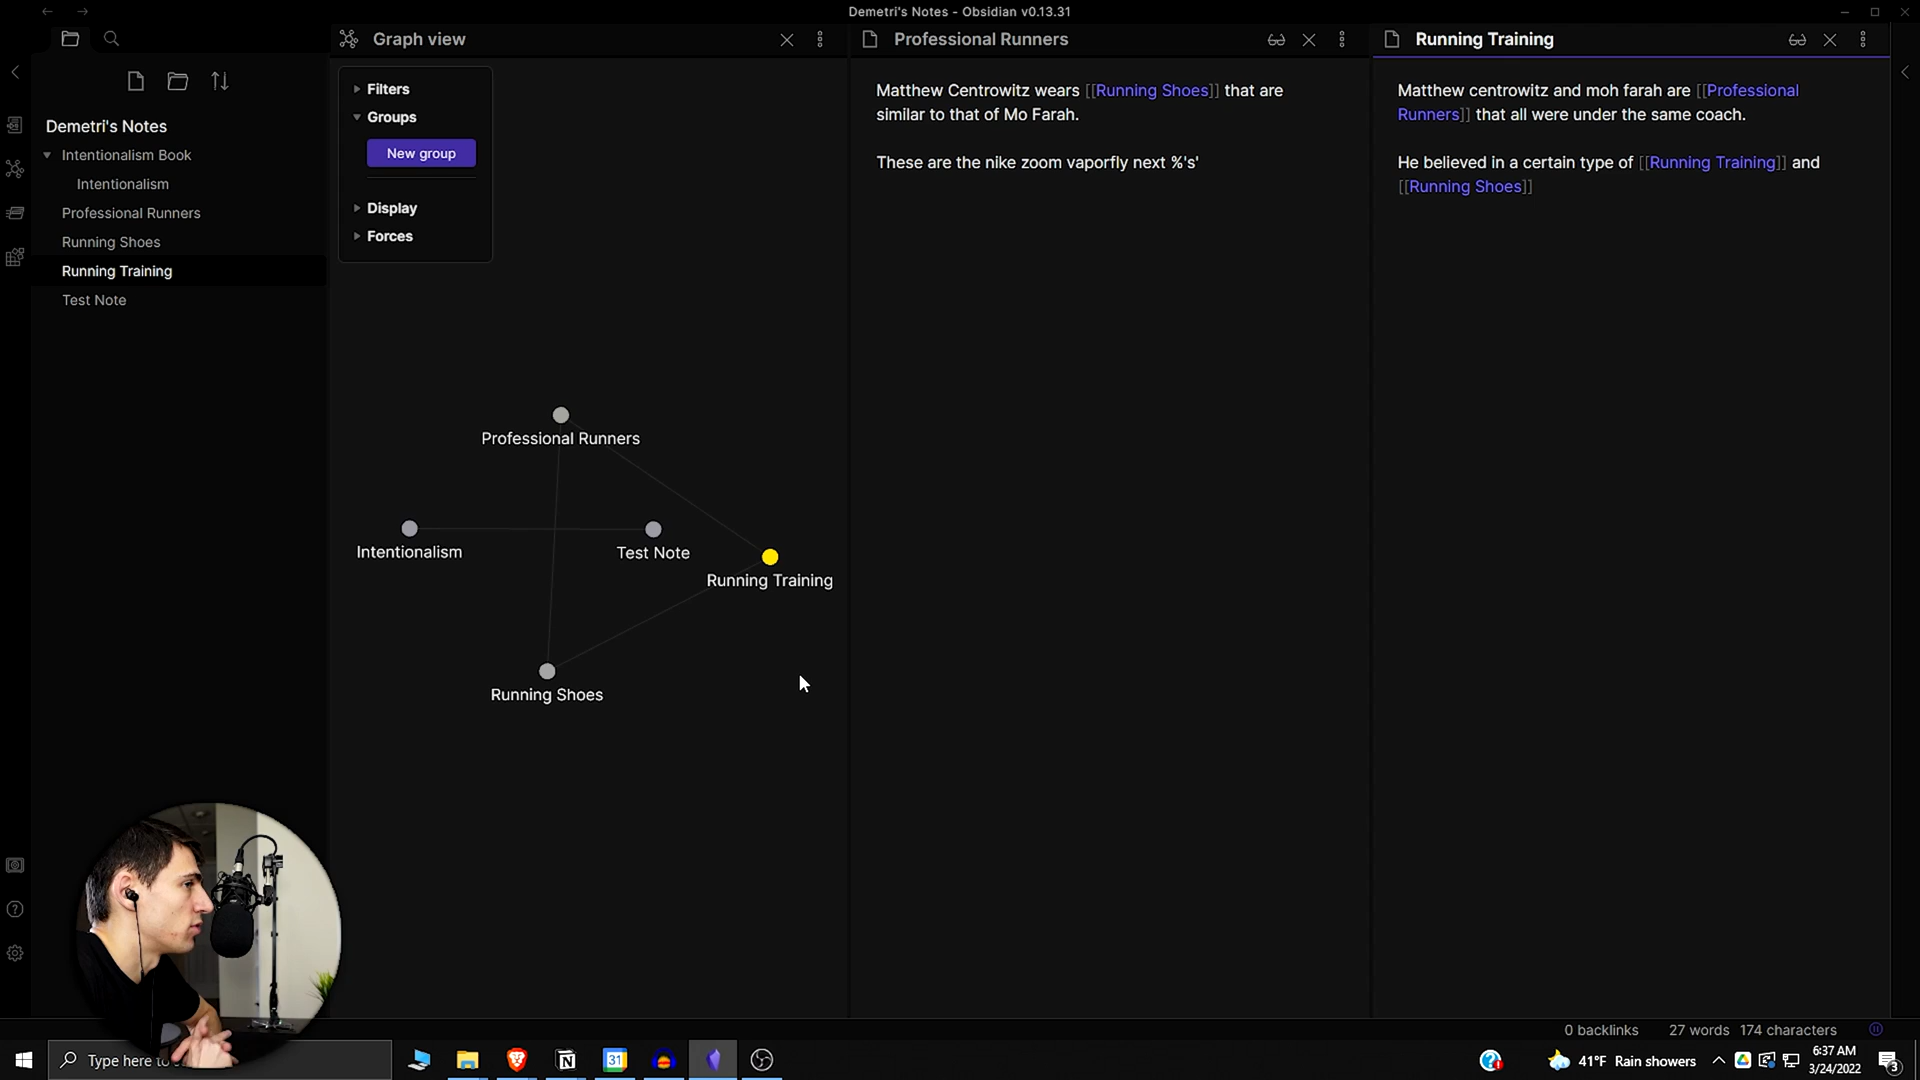 Demetri's Notes - Obsidian v0.13.31
Graph view
Professional Runners
Running Training
Demetri's Notes
Intentionalism Book
Intentionalism
Professional Runners
Running Shoes
Running Training
Test Note
Filters
Groups
New group
Display
Forces
Professional Runners
Intentionalism
Test Note
Running Training
Running Shoes
Matthew Centrowitz wears [[Running Shoes]] that are
similar to that of Mo Farah.
These are the nike zoom vaporfly next %'s'
Matthew centrowitz and moh farah are [[Professional
Runners]] that all were under the same coach.
He believed in a certain type of [[Running Training]] and
[[Running Shoes]]
0 backlinks 27 words 174 characters
Type here to
31
41°F Rain showers
6:37 AM
3/24/2022
3